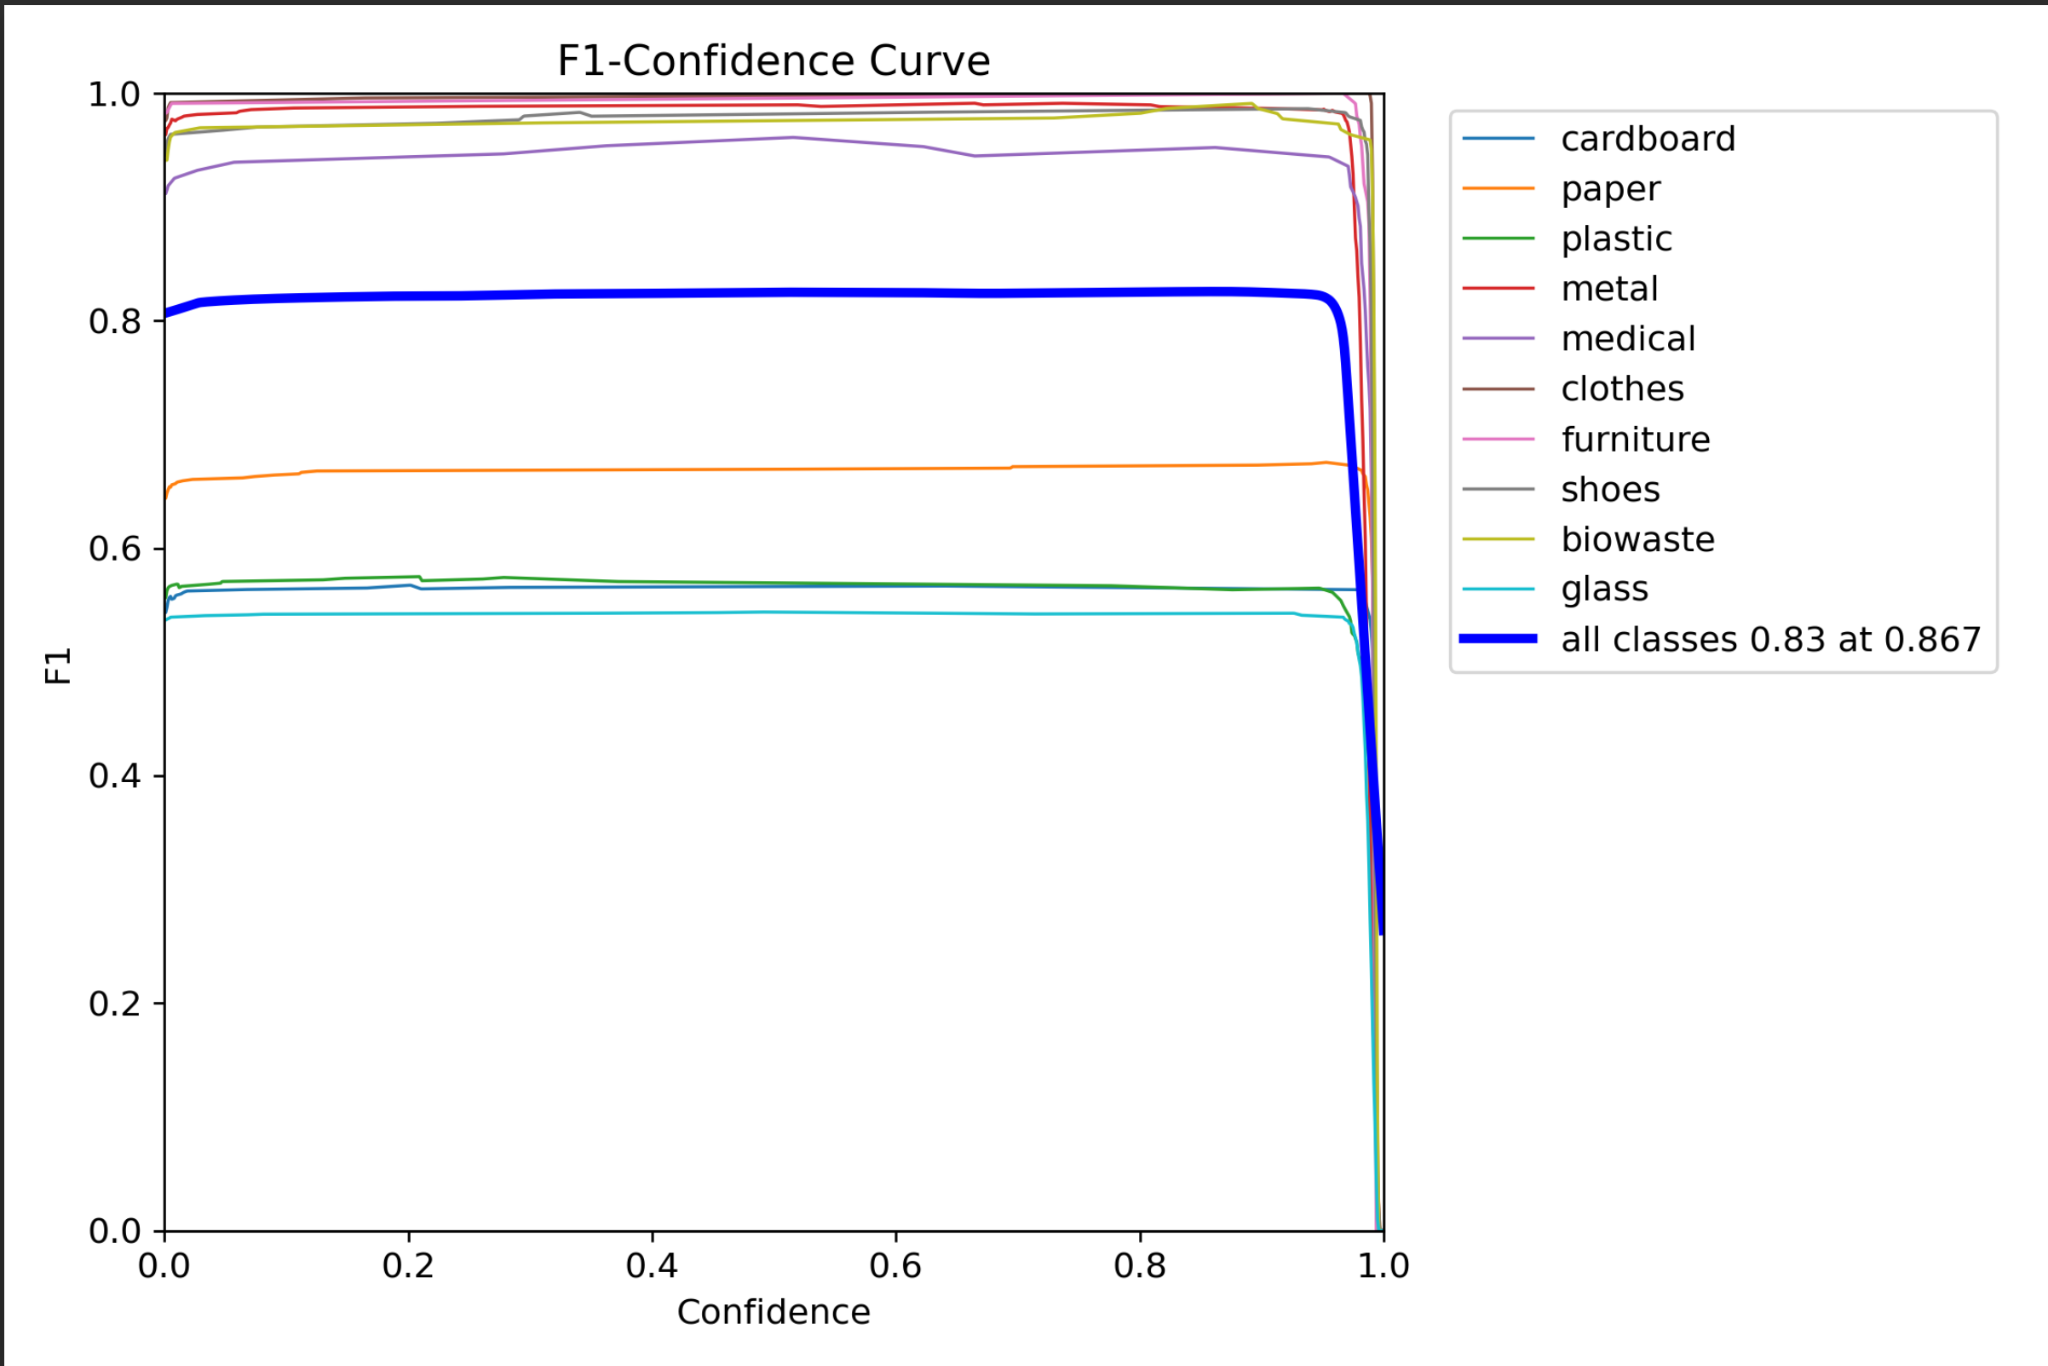 F1-Confidence Curve
1.0
0.8
0.6
0.4
0.2
0.0
F1
0.0 0.2 0.4 0.6 0.8 1.0
Confidence
cardboard
paper
plastic
metal
medical
clothes
furniture
shoes
biowaste
glass
all classes 0.83 at 0.867